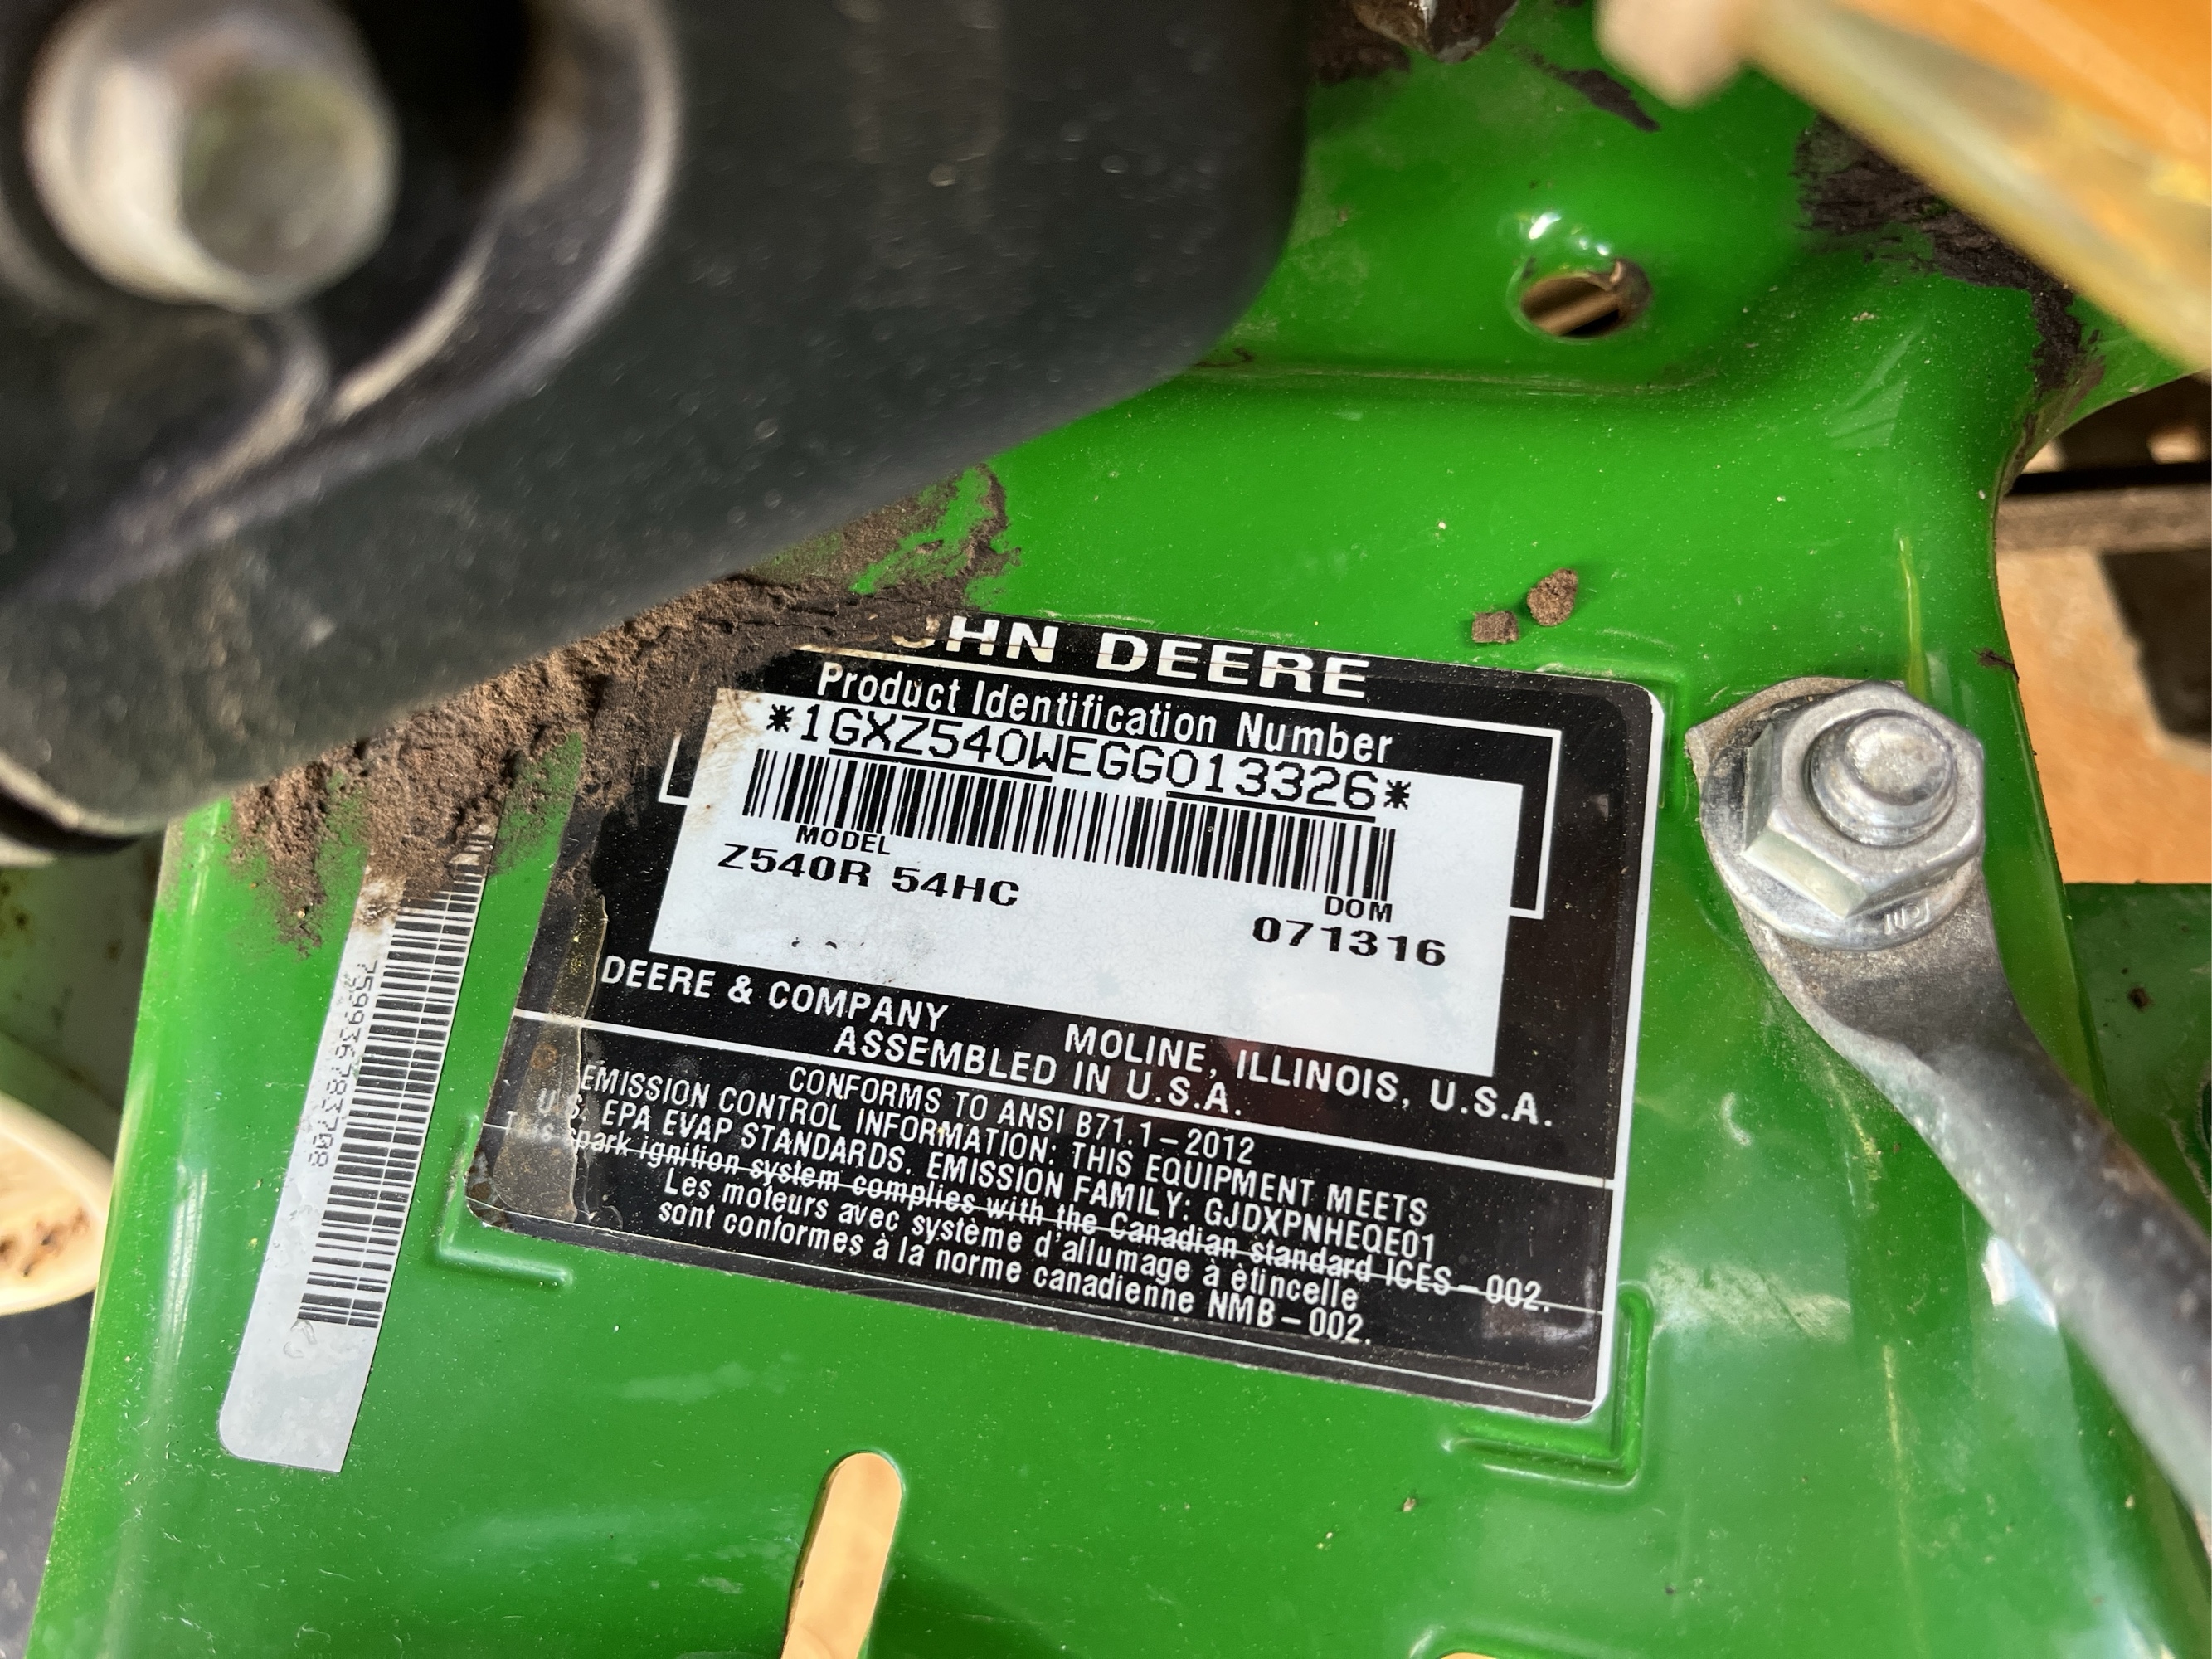 JOHN DEERE
Product Identification Number
*1GXZ540WEGG013326*
MODEL
Z540R 54HC
DOM
071316
DEERE & COMPANY MOLINE, ILLINOIS, U.S.A.
ASSEMBLED IN U.S.A.
CONFORMS TO ANSI B71.1-2012
EMISSION CONTROL INFORMATION: THIS EQUIPMENT MEETS
U.S. EPA EVAP STANDARDS. EMISSION FAMILY: GJDXPNHEQE01
This spark ignition system complies with the Canadian standard ICES-002.
Les moteurs avec système d'allumage à ètincelle
sont conformes à la norme canadienne NMB-002.